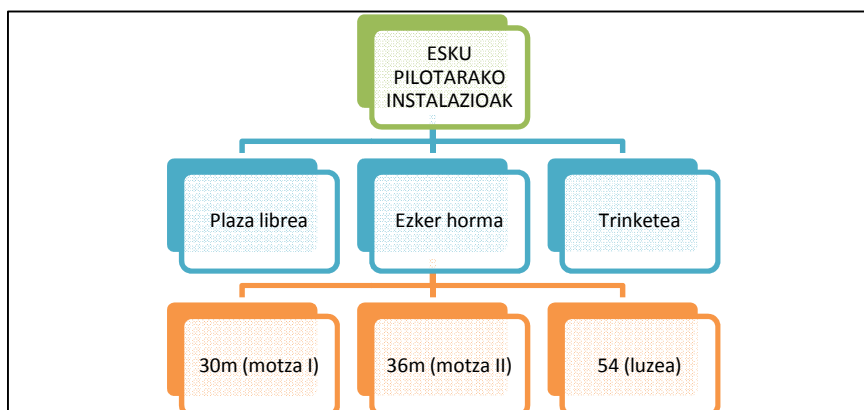 ESKU
PILOTARAKO
INSTALAZIOAK
Plaza librea
Ezker horma
Trinketea
30m (motza I)
36m (motza II)
54 (luzea)